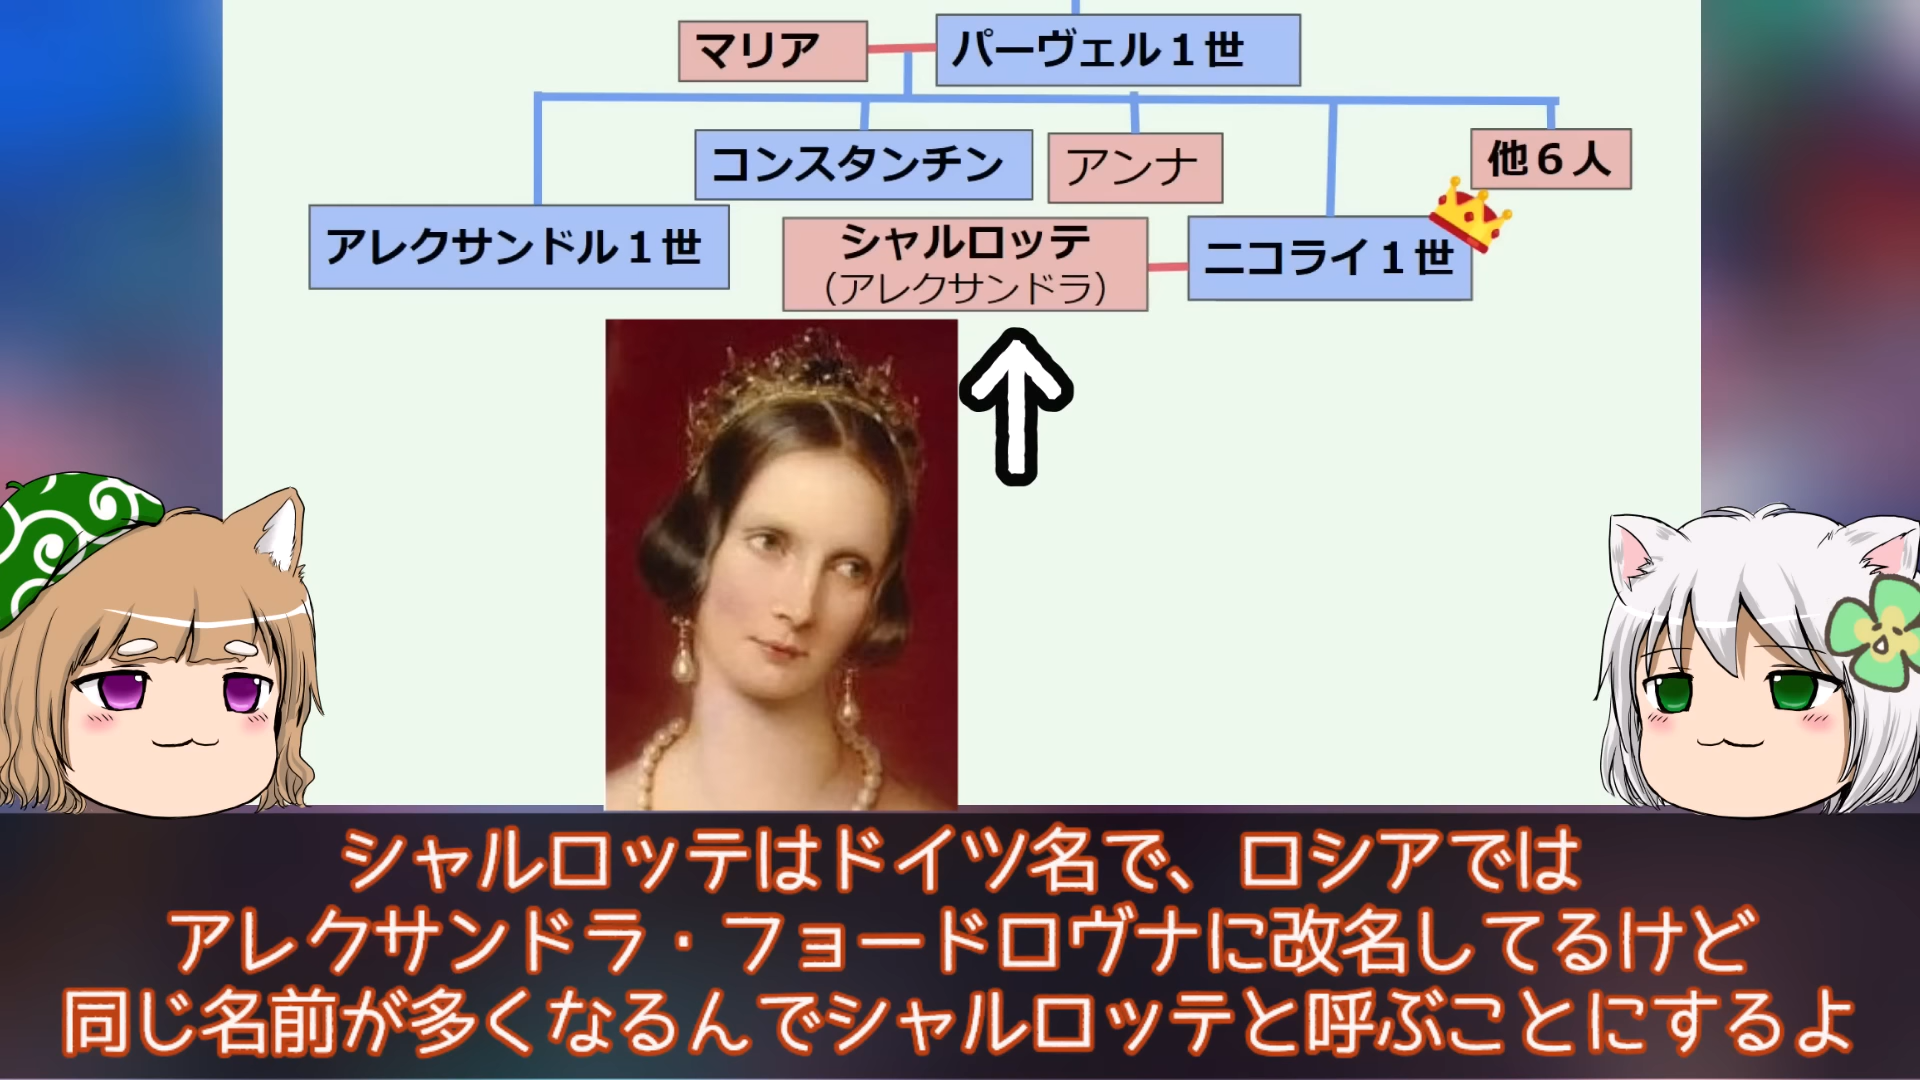 マリア
パーヴェル１世
コンスタンチン
アンナ
他６人
アレクサンドル１世
シャルロッテ
（アレクサンドラ）
ニコライ１世
シャルロッテはドイツ名で、ロシアでは
アレクサンドラ・フョードロヴナに改名してるけど
同じ名前が多くなるんでシャルロッテと呼ぶことにするよ